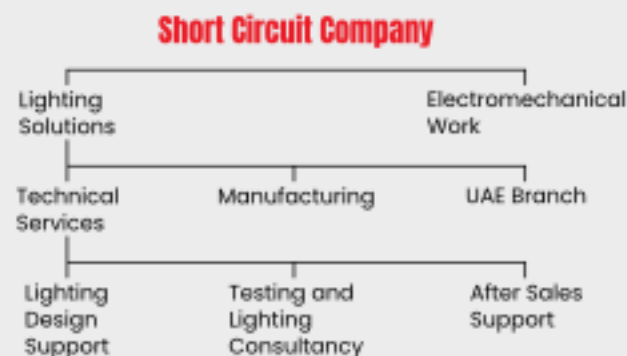 Short Circuit Company
Lighting
Solutions
Electromechanical
Work
Technical
Services
Manufacturing
UAE Branch
Lighting
Design
Support
Testing and
Lighting
Consultancy
After Sales
Support